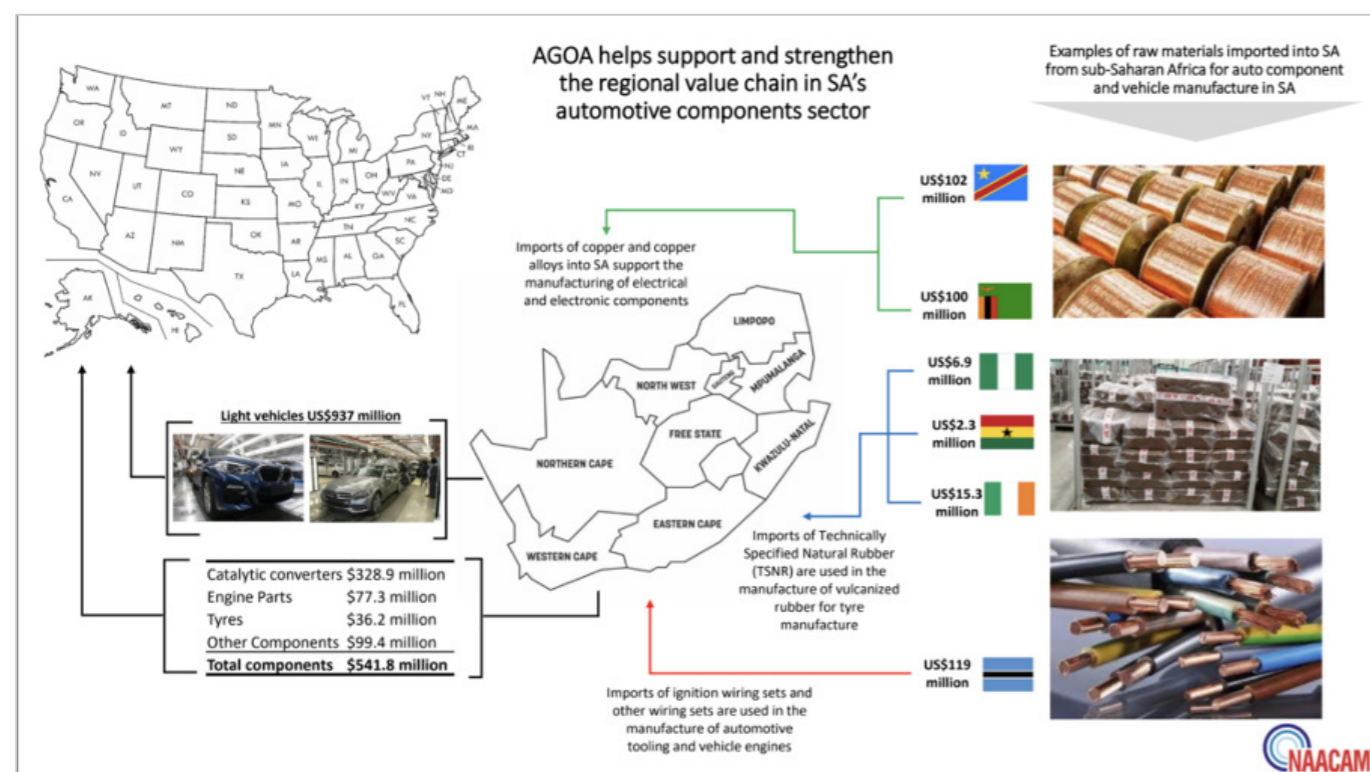 AGOA helps support and strengthen
the regional value chain in SA's
automotive components sector
Examples of raw materials imported into SA
from sub-Saharan Africa for auto component
and vehicle manufacture in SA
WA
OR
CA
NV
ID
MT
WY
UT
CO
AZ
NM
ND
SD
NE
KS
OK
TX
MN
IA
MO
AR
LA
WI
IL
MI
IN
OH
KY
TN
MS
AL
GA
FL
SC
NC
VA
WV
PA
NY
VT
NH
ME
MA
RI
CT
NJ
DE
MD
AK
HI
US$102
million
US$100
million
Imports of copper and copper
alloys into SA support the
manufacturing of electrical
and electronic components
US$6.9
million
US$2.3
million
US$15.3
million
LIMPOPO
NORTH WEST
GAUTENG
MPUMALANGA
FREE STATE
KWAZULU-NATAL
NORTHERN CAPE
EASTERN CAPE
WESTERN CAPE
Light vehicles US$937 million
Imports of Technically
Specified Natural Rubber
(TSNR) are used in the
manufacture of vulcanized
rubber for tyre
manufacture
Catalytic converters $328.9 million
Engine Parts $77.3 million
Tyres $36.2 million
Other Components $99.4 million
Total components $541.8 million
US$119
million
Imports of ignition wiring sets and
other wiring sets are used in the
manufacture of automotive
tooling and vehicle engines
NAACAM